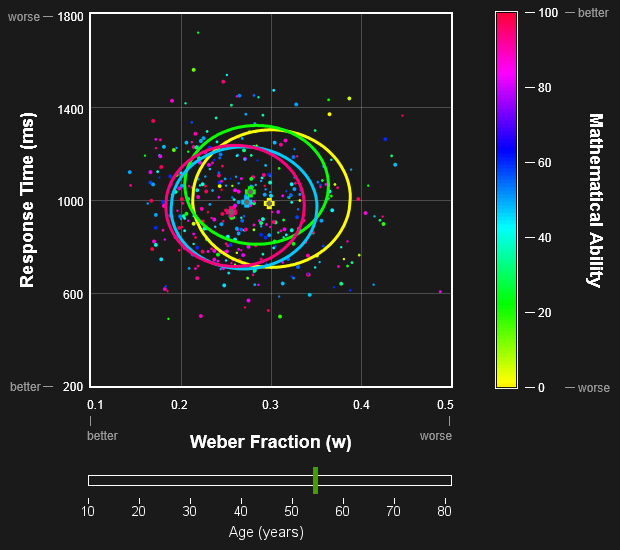 worse
1800
1400
1000
600
better
200
Response Time (ms)
0.1
0.2
0.3
0.4
0.5
better
worse
Weber Fraction (w)
10
20
30
40
50
60
70
80
Age (years)
100
better
80
60
40
20
0
worse
Mathematical Ability